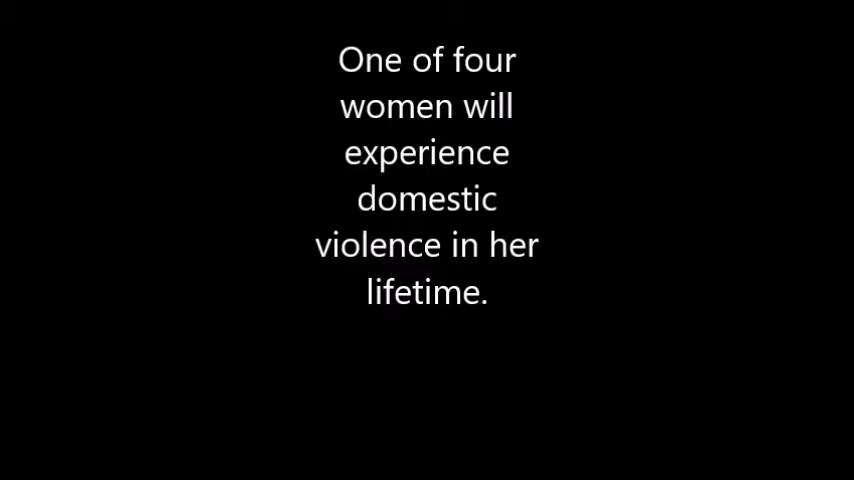 One of four
women will
experience
domestic
violence in her
lifetime.